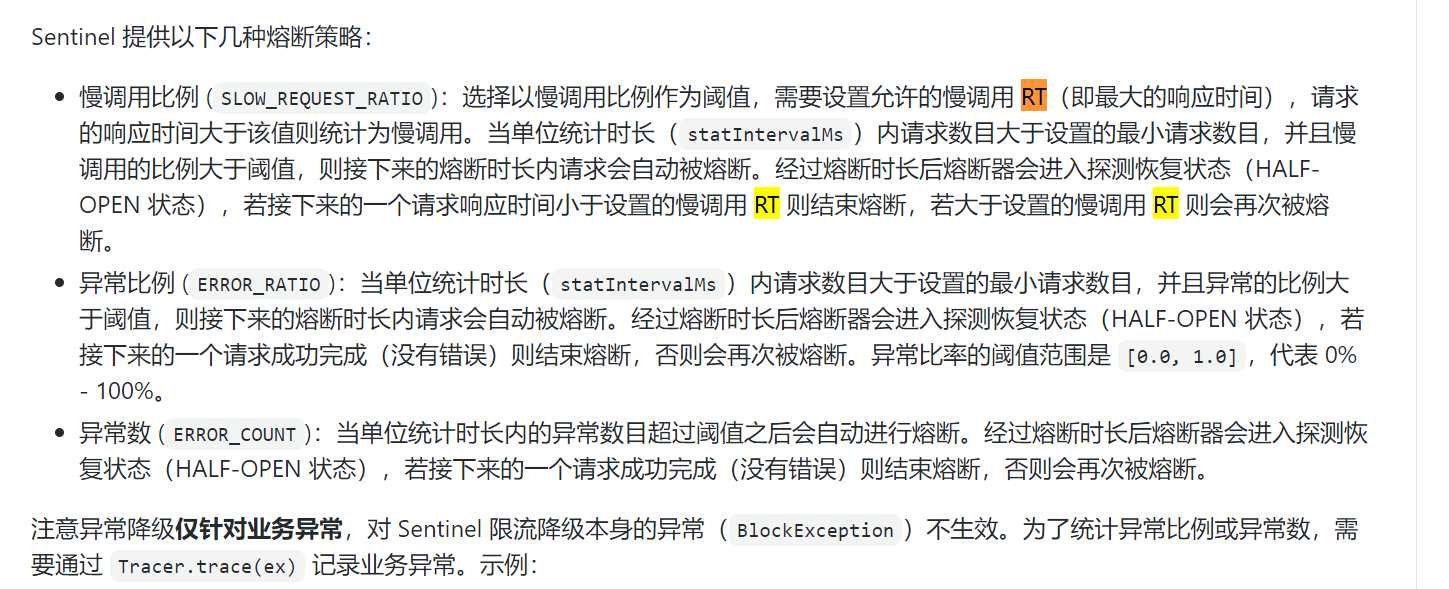 Sentinel 提供以下几种熔断策略：
慢调用比例 (SLOW_REQUEST_RATIO)：选择以慢调用比例作为阈值，需要设置允许的慢调用 RT（即最大的响应时间），请求
的响应时间大于该值则统计为慢调用。当单位统计时长（statIntervalMs）内请求数目大于设置的最小请求数目，并且慢
调用的比例大于阈值，则接下来的熔断时长内请求会自动被熔断。经过熔断时长后熔断器会进入探测恢复状态（HALF-
OPEN 状态），若接下来的一个请求响应时间小于设置的慢调用 RT 则结束熔断，若大于设置的慢调用 RT 则会再次被熔
断。
异常比例 (ERROR_RATIO)：当单位统计时长（statIntervalMs）内请求数目大于设置的最小请求数目，并且异常的比例大
于阈值，则接下来的熔断时长内请求会自动被熔断。经过熔断时长后熔断器会进入探测恢复状态（HALF-OPEN 状态），若
接下来的一个请求成功完成（没有错误）则结束熔断，否则会再次被熔断。异常比率的阈值范围是 [0.0, 1.0]，代表 0%
- 100%。
异常数 (ERROR_COUNT)：当单位统计时长内的异常数目超过阈值之后会自动进行熔断。经过熔断时长后熔断器会进入探测恢
复状态（HALF-OPEN 状态），若接下来的一个请求成功完成（没有错误）则结束熔断，否则会再次被熔断。
注意异常降级仅针对业务异常，对 Sentinel 限流降级本身的异常（BlockException）不生效。为了统计异常比例或异常数，需
要通过 Tracer.trace(ex) 记录业务异常。示例：